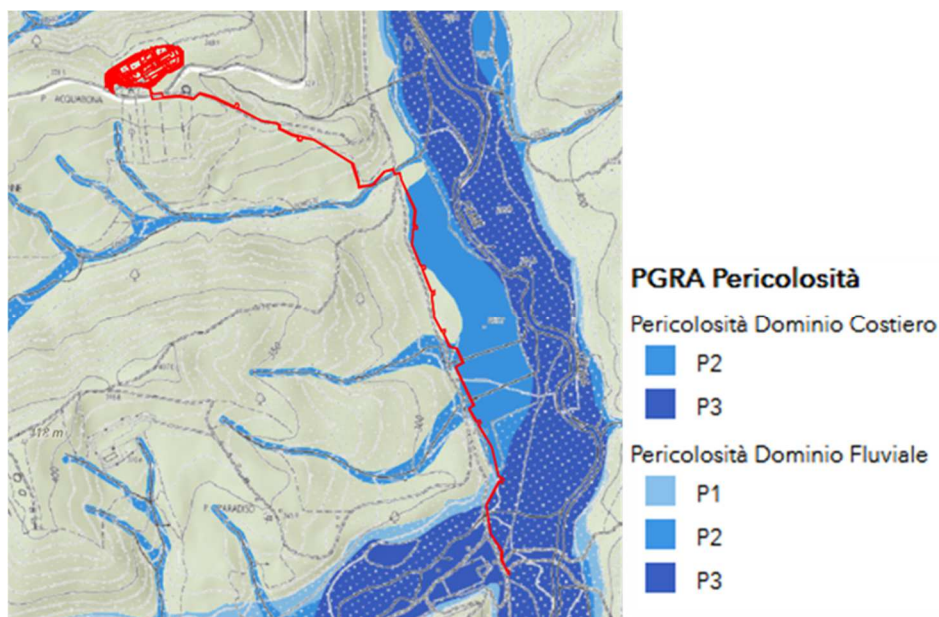 P. ACQUABONA
P. PARADISO
318 m
PGRA Pericolosità
Pericolosità Dominio Costiero
P2
P3
Pericolosità Dominio Fluviale
P1
P2
P3